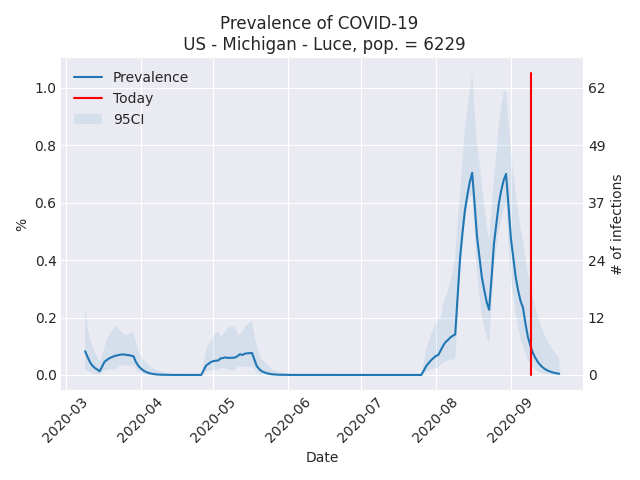 Prevalence of COVID-19
US - Michigan - Luce, pop. = 6229
Prevalence
Today
95CI
1.0
0.8
0.6
0.4
0.2
0.0
%
62
49
37
24
12
0
# of infections
2020-03
2020-04
2020-05
2020-06
2020-07
2020-08
2020-09
Date